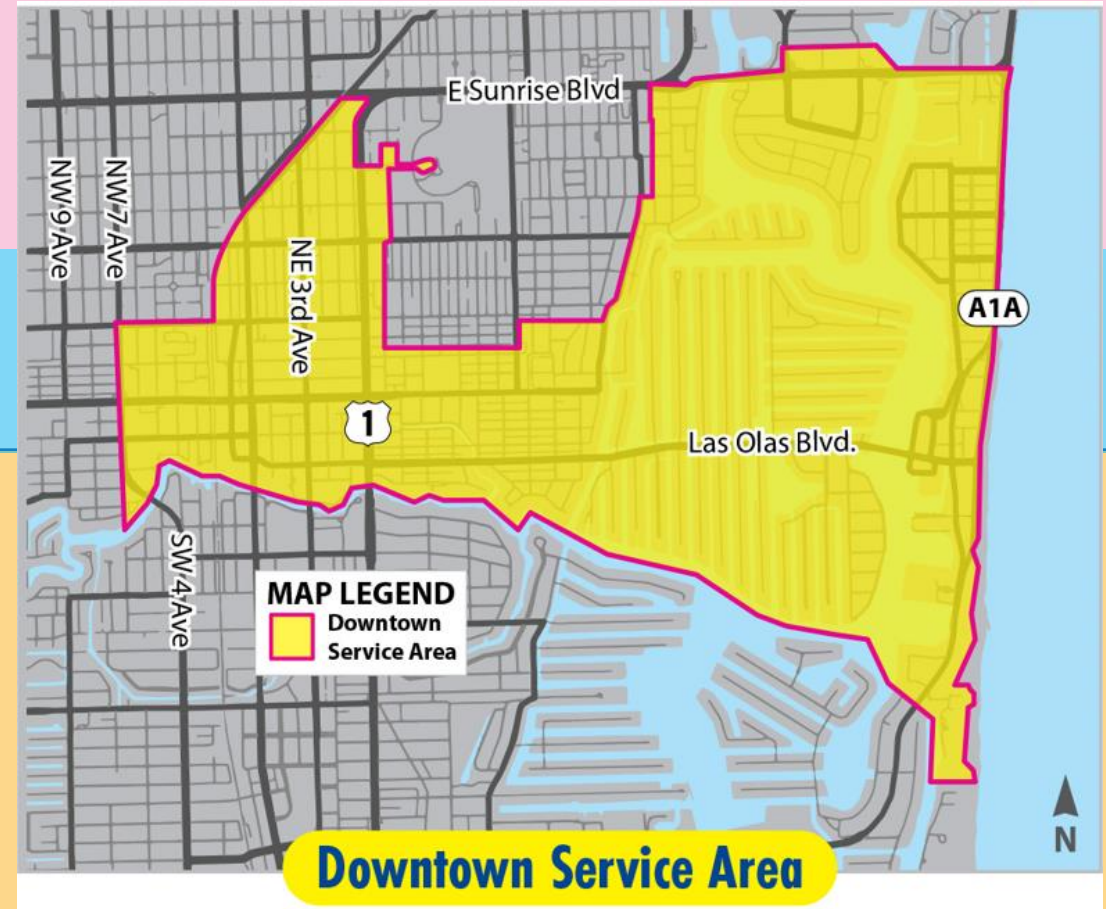 E Sunrise Blvd
NW 9 Ave
NW 7 Ave
NE 3rd Ave
A1A
1
Las Olas Blvd.
SW 4 Ave
MAP LEGEND
Downtown
Service Area
N
Downtown Service Area